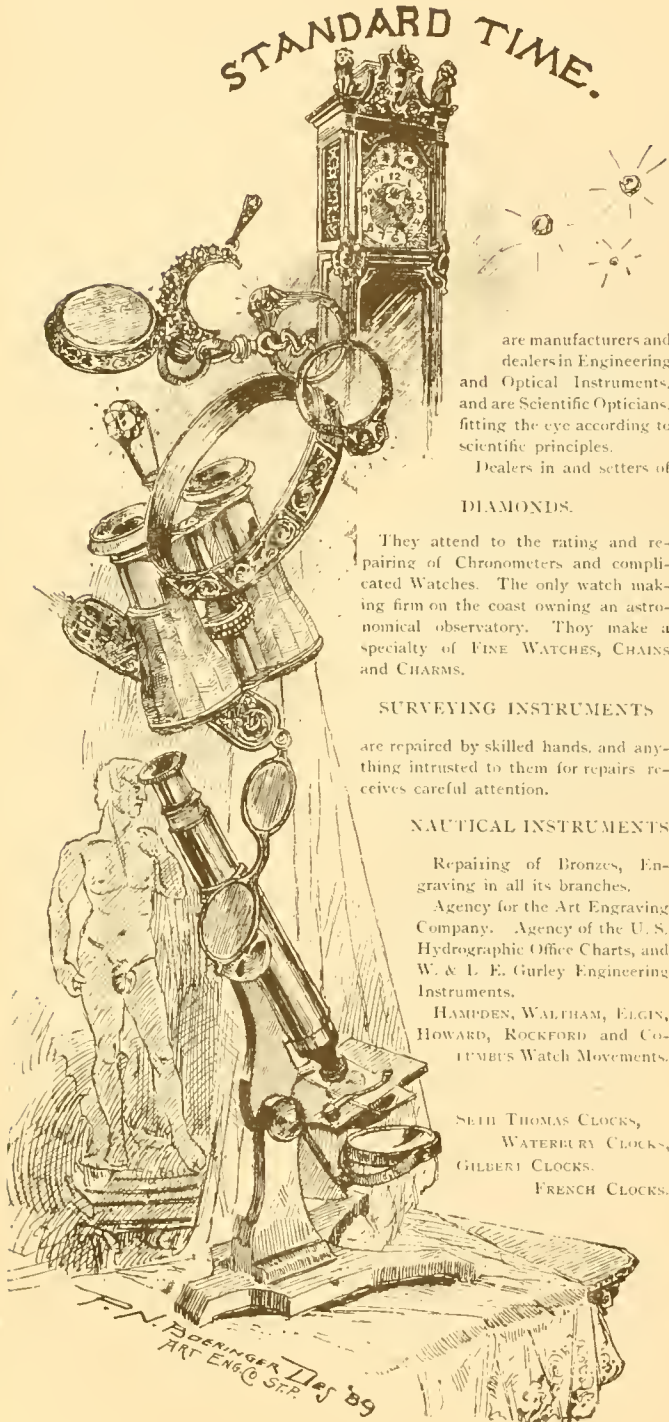 STANDARD TIME.
are manufacturers and
dealers in Engineering
and Optical Instruments,
and are Scientific Opticians,
fitting the eye according to
scientific principles.
Dealers in and setters of
DIAMONDS.
They attend to the rating and re-
pairing of Chronometers and compli-
cated Watches. The only watch mak-
ing firm on the coast owning an astro-
nomical observatory. Thoy make a
specialty of FINE WATCHES, CHAINS
and CHARMS.
SURVEYING INSTRUMENTS
are repaired by skilled hands, and any-
thing intrusted to them for repairs re-
ceives careful attention.
NAUTICAL INSTRUMENTS
Repairing of Bronzes, En-
graving in all its branches.
Agency for the Art Engraving
Company. Agency of the U. S.
Hydrographic Office Charts, and
W. & L. E. Gurley Engineering
Instruments.
HAMPDEN, WALTHAM, ELGIN,
HOWARD, ROCKFORD and CO-
LUMBUS Watch Movements.
SETH THOMAS CLOCKS,
WATERBURY CLOCKS,
GILBERT CLOCKS.
FRENCH CLOCKS.
P. N. BOERINGER Des '89
ART ENG. CO. ST. P.